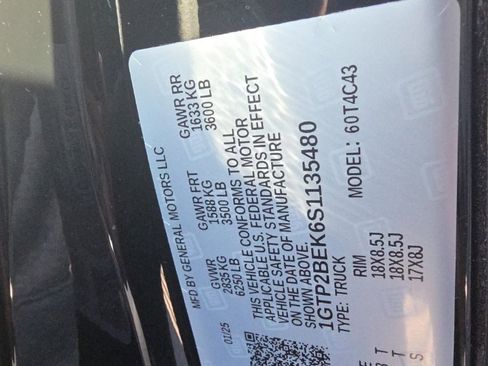 MFD BY GENERAL MOTORS LLC
01/25
GVWR
2834 KG
6250 LB
GAWR FRT
1588 KG
3500 LB
GAWR RR
1633 KG
3600 LB
THIS VEHICLE CONFORMS TO ALL
APPLICABLE U.S. FEDERAL MOTOR
VEHICLE SAFETY STANDARDS IN EFFECT
ON THE DATE OF MANUFACTURE
SHOWN ABOVE.
1GTP2BEK6S1135480
TYPE: TRUCK
MODEL: 60T4C43
RIM
18X8.5J
18X8.5J
17X8J